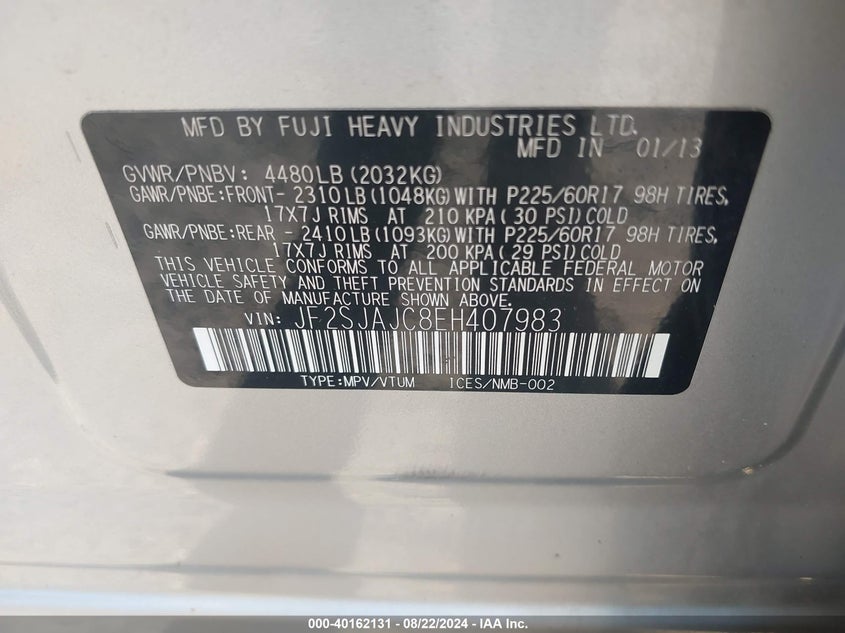 MFD BY FUJI HEAVY INDUSTRIES LTD.
MFD IN 01/13
GVWR/PNBV: 4480LB(2032KG)
GAWR/PNBE:FRONT- 2310LB(1048KG)WITH P225/60R17 98H TIRES,
17X7J RIMS AT 210 KPA(30 PSI)COLD
GAWR/PNBE:REAR - 2410LB(1093KG)WITH P225/60R17 98H TIRES,
17X7J RIMS AT 200 KPA(29 PSI)COLD
THIS VEHICLE CONFORMS TO ALL APPLICABLE FEDERAL MOTOR
VEHICLE SAFETY AND THEFT PREVENTION STANDARDS IN EFFECT ON
THE DATE OF MANUFACTURE SHOWN ABOVE.
VIN: JF2SJAJC8EH407983
TYPE:MPV/VTUM ICES/NMB-002
000-40162131 - 08/22/2024 - IAA Inc.